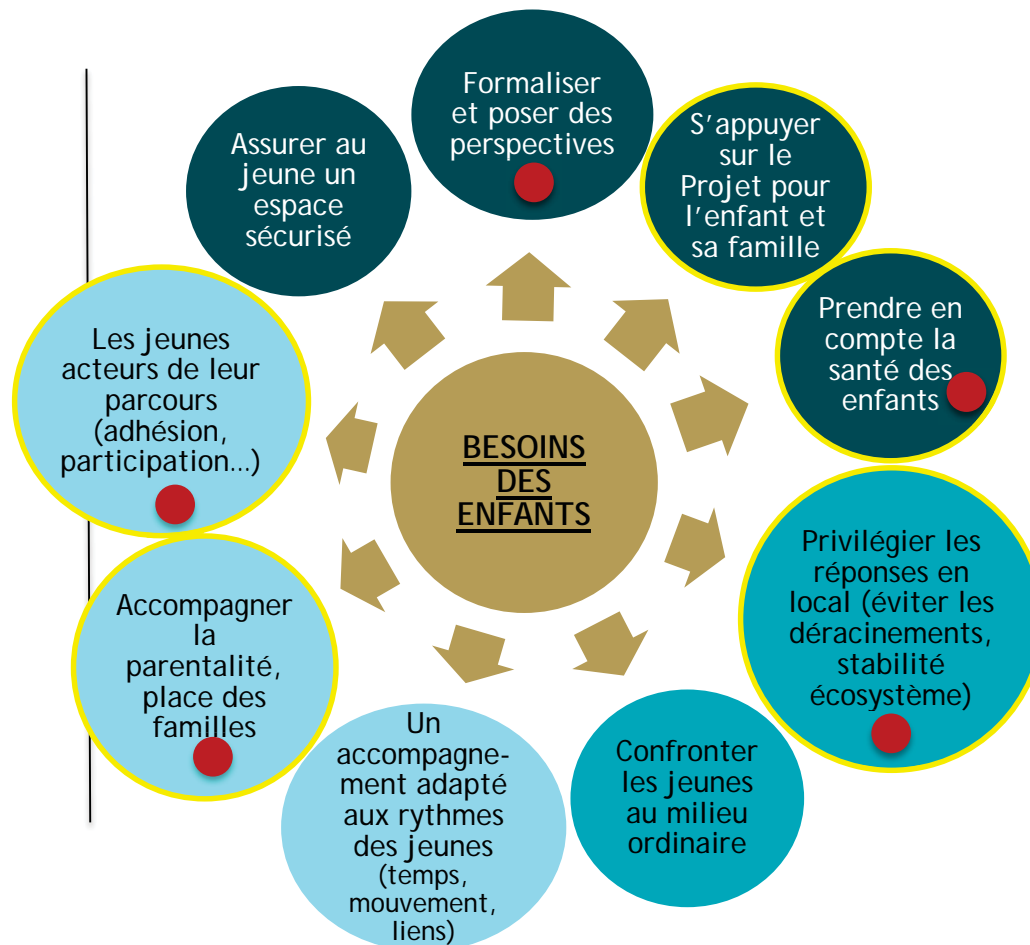 Formaliser
et poser des
perspectives
S'appuyer
sur le
Projet pour
l'enfant et
sa famille
Prendre en
compte la
santé des
enfants
Privilégier les
réponses en
local (éviter les
déracinements,
stabilité
écosystème)
Confronter
les jeunes
au milieu
ordinaire
Un
accompagne-
ment adapté
aux rythmes
des jeunes
(temps,
mouvement,
liens)
Accompagner
la
parentalité,
place des
familles
Les jeunes
acteurs de leur
parcours
(adhésion,
participation...)
Assurer au
jeune un
espace
sécurisé
BESOINS
DES
ENFANTS